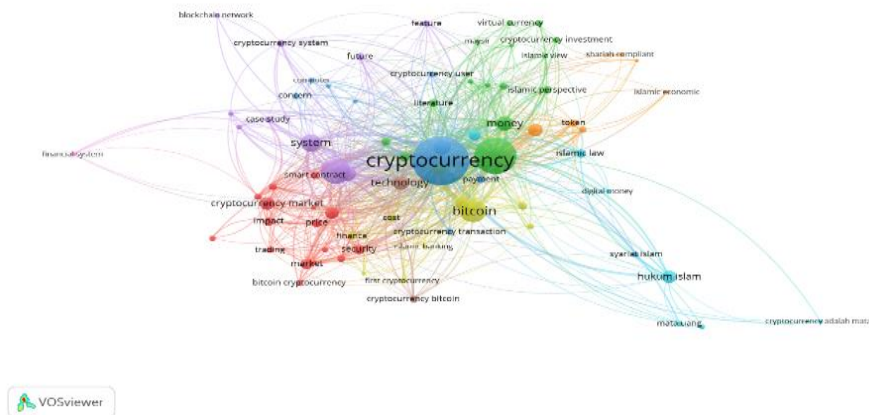 blockchain network
feature
virtual currency
cryptocurrency system
mayar
cryptocurrency investment
islamic view
shariah compliant
future
cryptocurrency user
computer
concern
islamic perspective
islamic economic
literature
case study
money
token
system
financial system
cryptocurrency
islamic law
smart contract
technology
payment
digital money
cryptocurrency market
bitcoin
impact
price
cost
cryptocurrency transaction
finance
trading
security
islamic banking
syariat islam
market
hukum islam
bitcoin cryptocurrency
first cryptocurrency
cryptocurrency bitcoin
mata uang
cryptocurrency adalah mata
VOSviewer